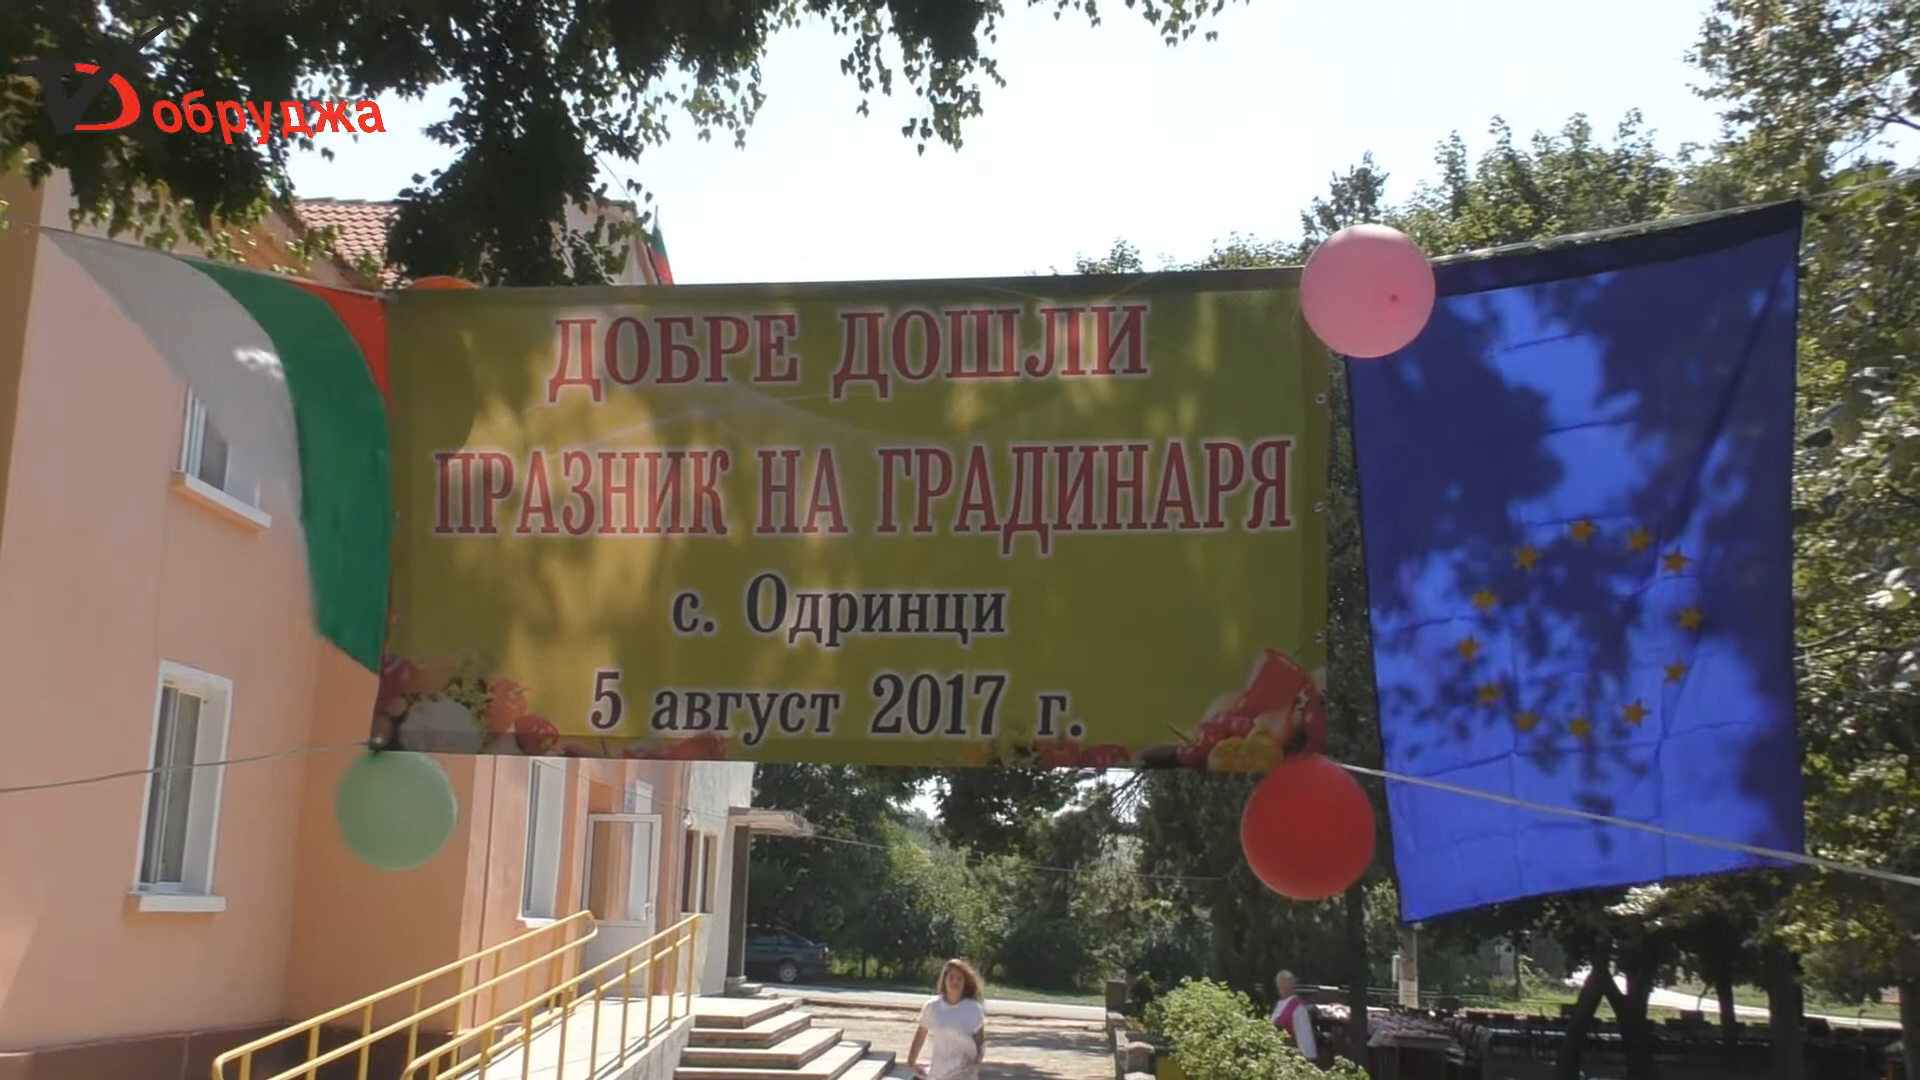 Добруджа
ДОБРЕ ДОШЛИ
ПРАЗНИК НА ГРАДИНАРЯ
с. Одринци
5 август 2017 г.